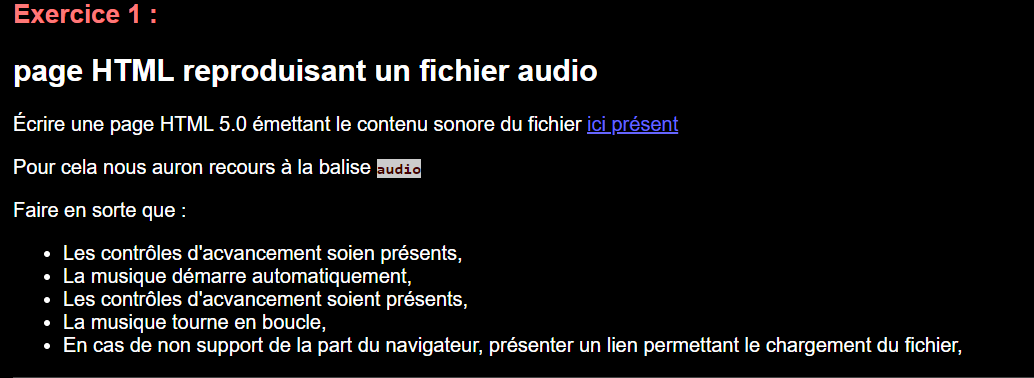 Exercice 1 :
page HTML reproduisant un fichier audio
Écrire une page HTML 5.0 émettant le contenu sonore du fichier ici présent
Pour cela nous auron recours à la balise audio
Faire en sorte que :
• Les contrôles d'acvancement soien présents,
• La musique démarre automatiquement,
• Les contrôles d'acvancement soient présents,
• La musique tourne en boucle,
• En cas de non support de la part du navigateur, présenter un lien permettant le chargement du fichier,